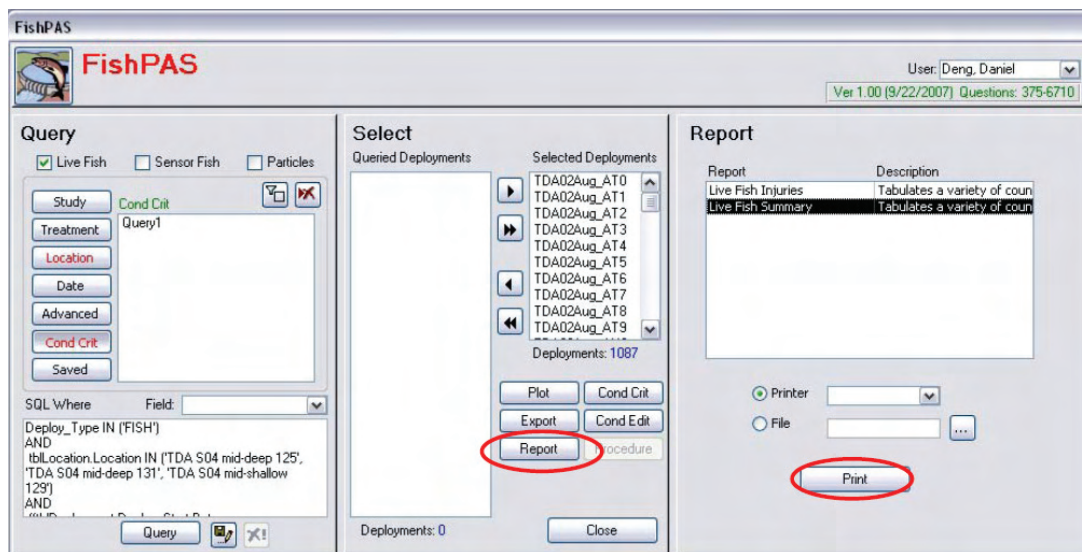 FishPAS
FishPAS
User: Deng, Daniel
Ver 1.00 (9/22/2007) Questions: 375-6710
Query
Live Fish Sensor Fish Particles
Study
Treatment
Location
Date
Advanced
Cond Crit
Saved
Cond Crit
Query1
SQL Where Field:
Deploy_Type IN ('FISH')
AND
tblLocation.Location IN ('TDA S04 mid-deep 125',
'TDA S04 mid-deep 131', 'TDA S04 mid-shallow
129')
AND
Query
Select
Queried Deployments
Deployments: 0
Selected Deployments
TDA02Aug_AT0
TDA02Aug_AT1
TDA02Aug_AT2
TDA02Aug_AT3
TDA02Aug_AT4
TDA02Aug_AT5
TDA02Aug_AT6
TDA02Aug_AT7
TDA02Aug_AT8
TDA02Aug_AT9
Deployments: 1087
Plot Cond Crit
Export Cond Edit
Report Procedure
Close
Report
Report Description
Live Fish Injuries Tabulates a variety of coun
Live Fish Summary Tabulates a variety of coun
Printer
File ...
Print